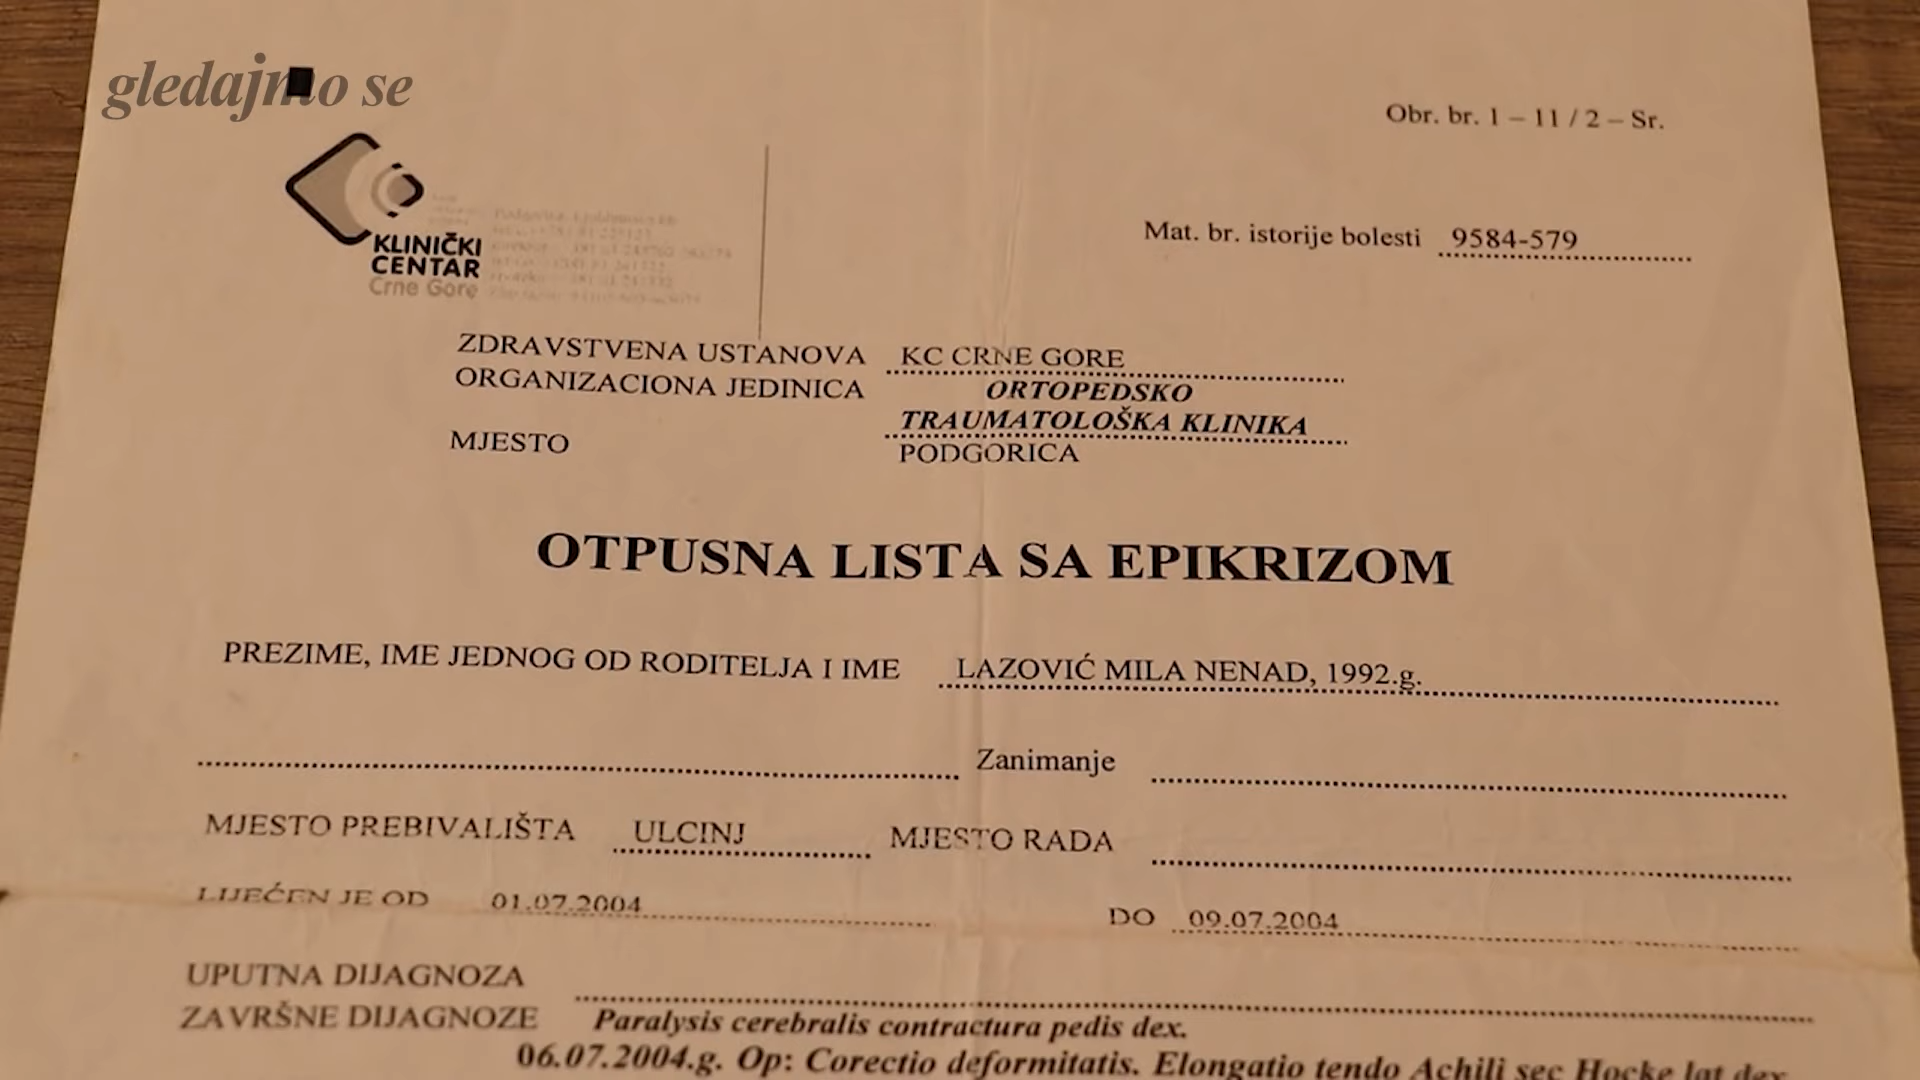 gledajmo se
Obr. br. 1 – 11 / 2 – Sr.
KLINIČKI
CENTAR
Crne Gore
Mat. br. istorije bolesti 9584-579
ZDRAVSTVENA USTANOVA KC CRNE GORE
ORGANIZACIONA JEDINICA ORTOPEDSKO
TRAUMATOLOŠKA KLINIKA
MJESTO PODGORICA
OTPUSNA LISTA SA EPIKRIZOM
PREZIME, IME JEDNOG OD RODITELJA I IME LAZOVIĆ MILA NENAD, 1992.g.
Zanimanje
MJESTO PREBIVALIŠTA ULCINJ MJESTO RADA
LIJEČEN JE OD 01.07.2004 DO 09.07.2004
UPUTNA DIJAGNOZA
ZAVRŠNE DIJAGNOZE Paralysis cerebralis contractura pedis dex.
06.07.2004.g. Op: Corectio deformitatis. Elongatio tendo Achili sec Hocke lat dex